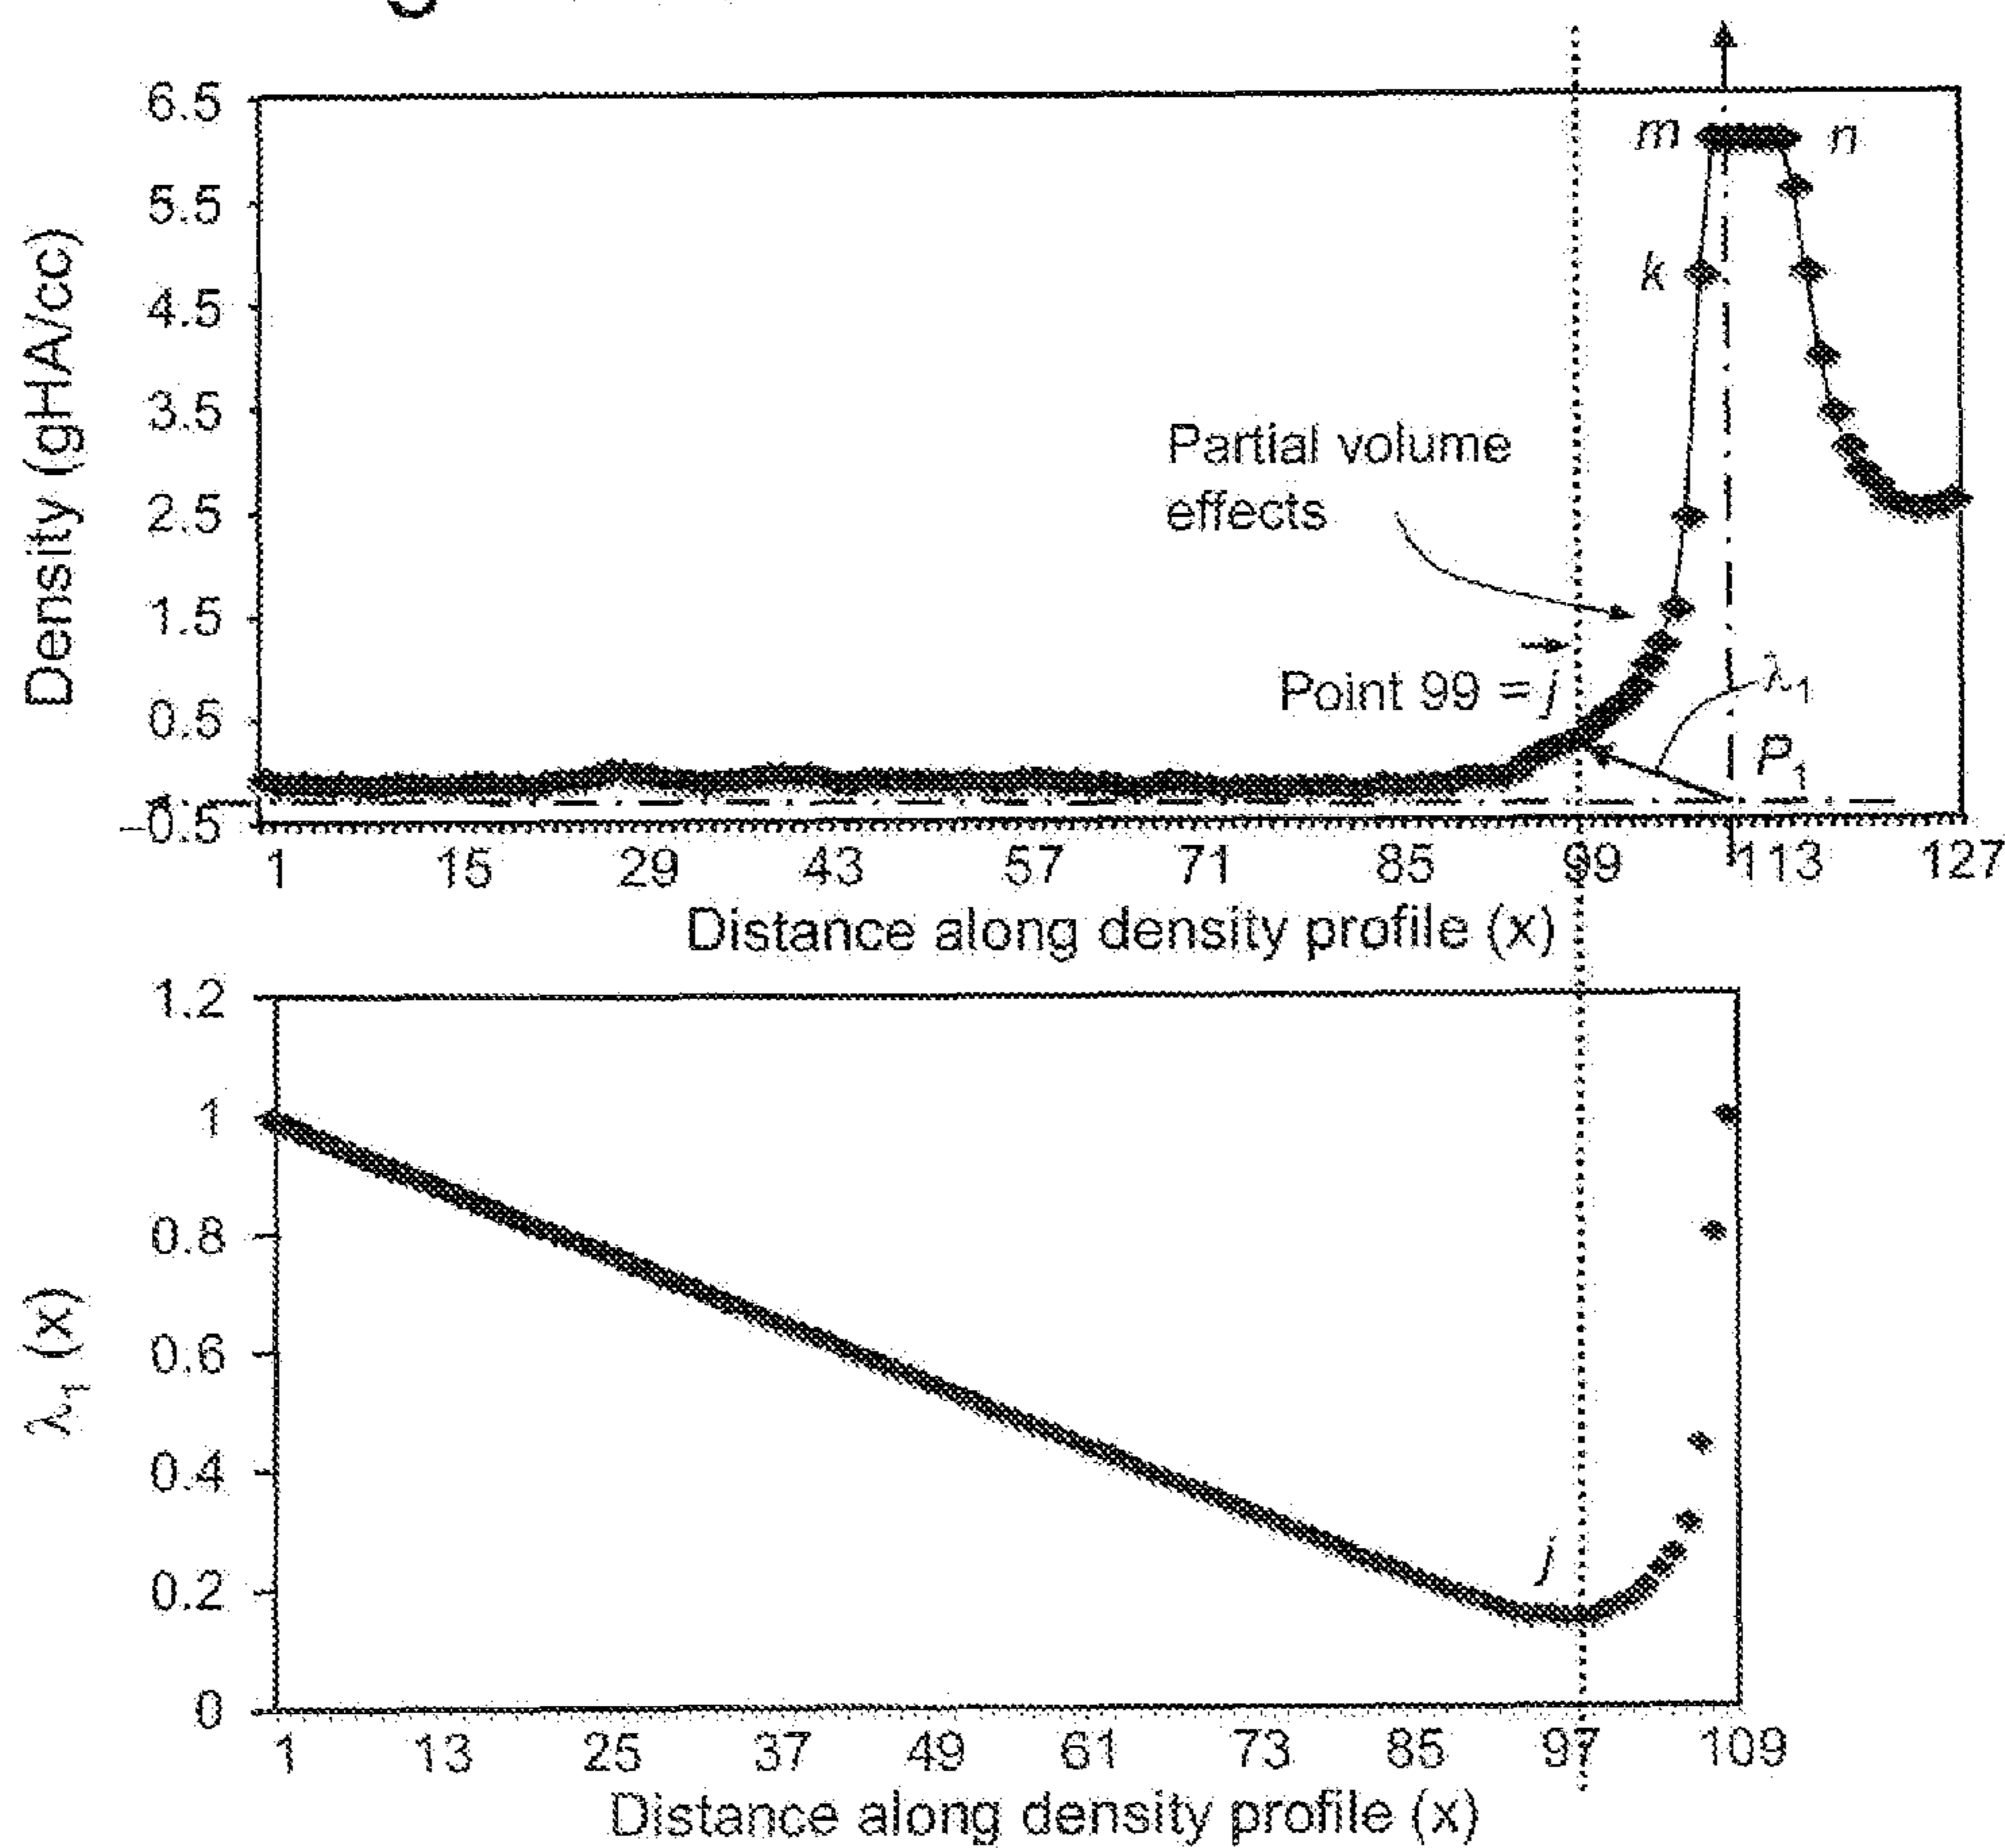 6.5
5.5
4.5
3.5
2.5
1.5
0.5
-0.5
Density (gHA/cc)
m
n
k
Partial volume
effects
Point 99 = j
λ1
P1
1 15 29 43 57 71 85 99 113 127
Distance along density profile (x)
1.2
1
0.8
0.6
0.4
0.2
0
λ1 (x)
j
1 13 25 37 49 61 73 85 97 109
Distance along density profile (x)